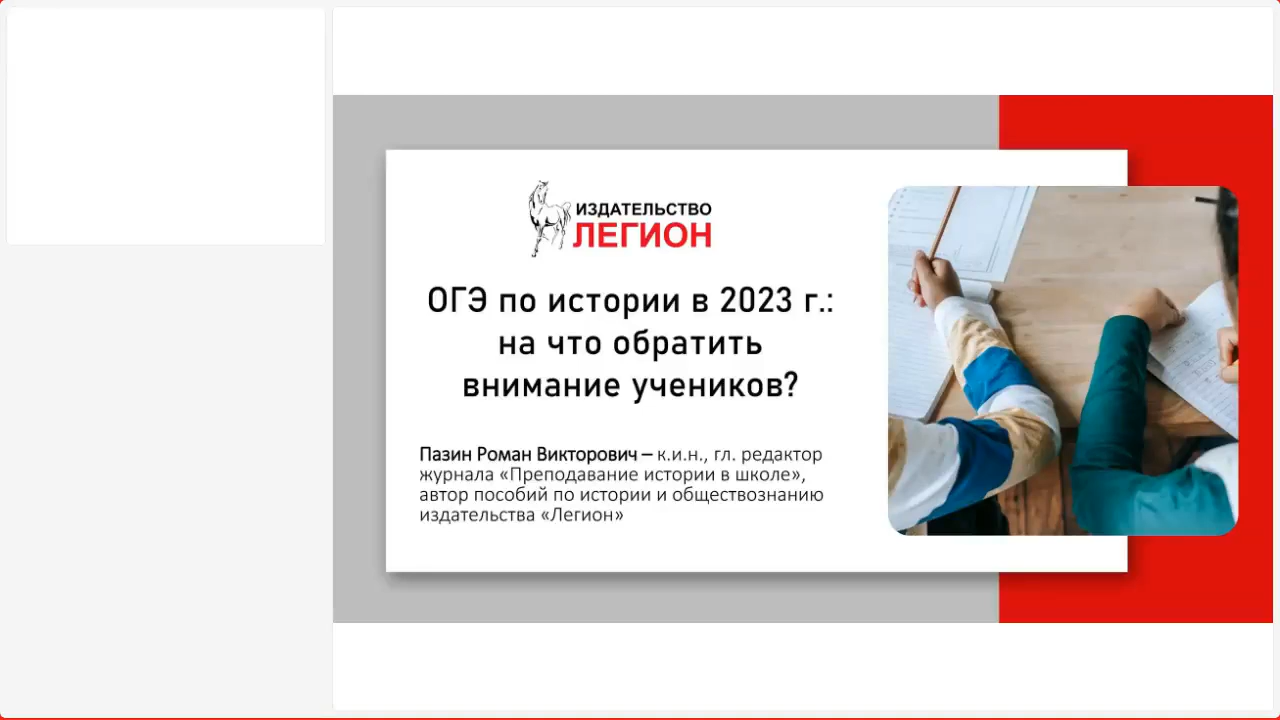 ИЗДАТЕЛЬСТВО
ЛЕГИОН
ОГЭ по истории в 2023 г.:
на что обратить
внимание учеников?
Пазин Роман Викторович – к.и.н., гл. редактор
журнала «Преподавание истории в школе»,
автор пособий по истории и обществознанию
издательства «Легион»